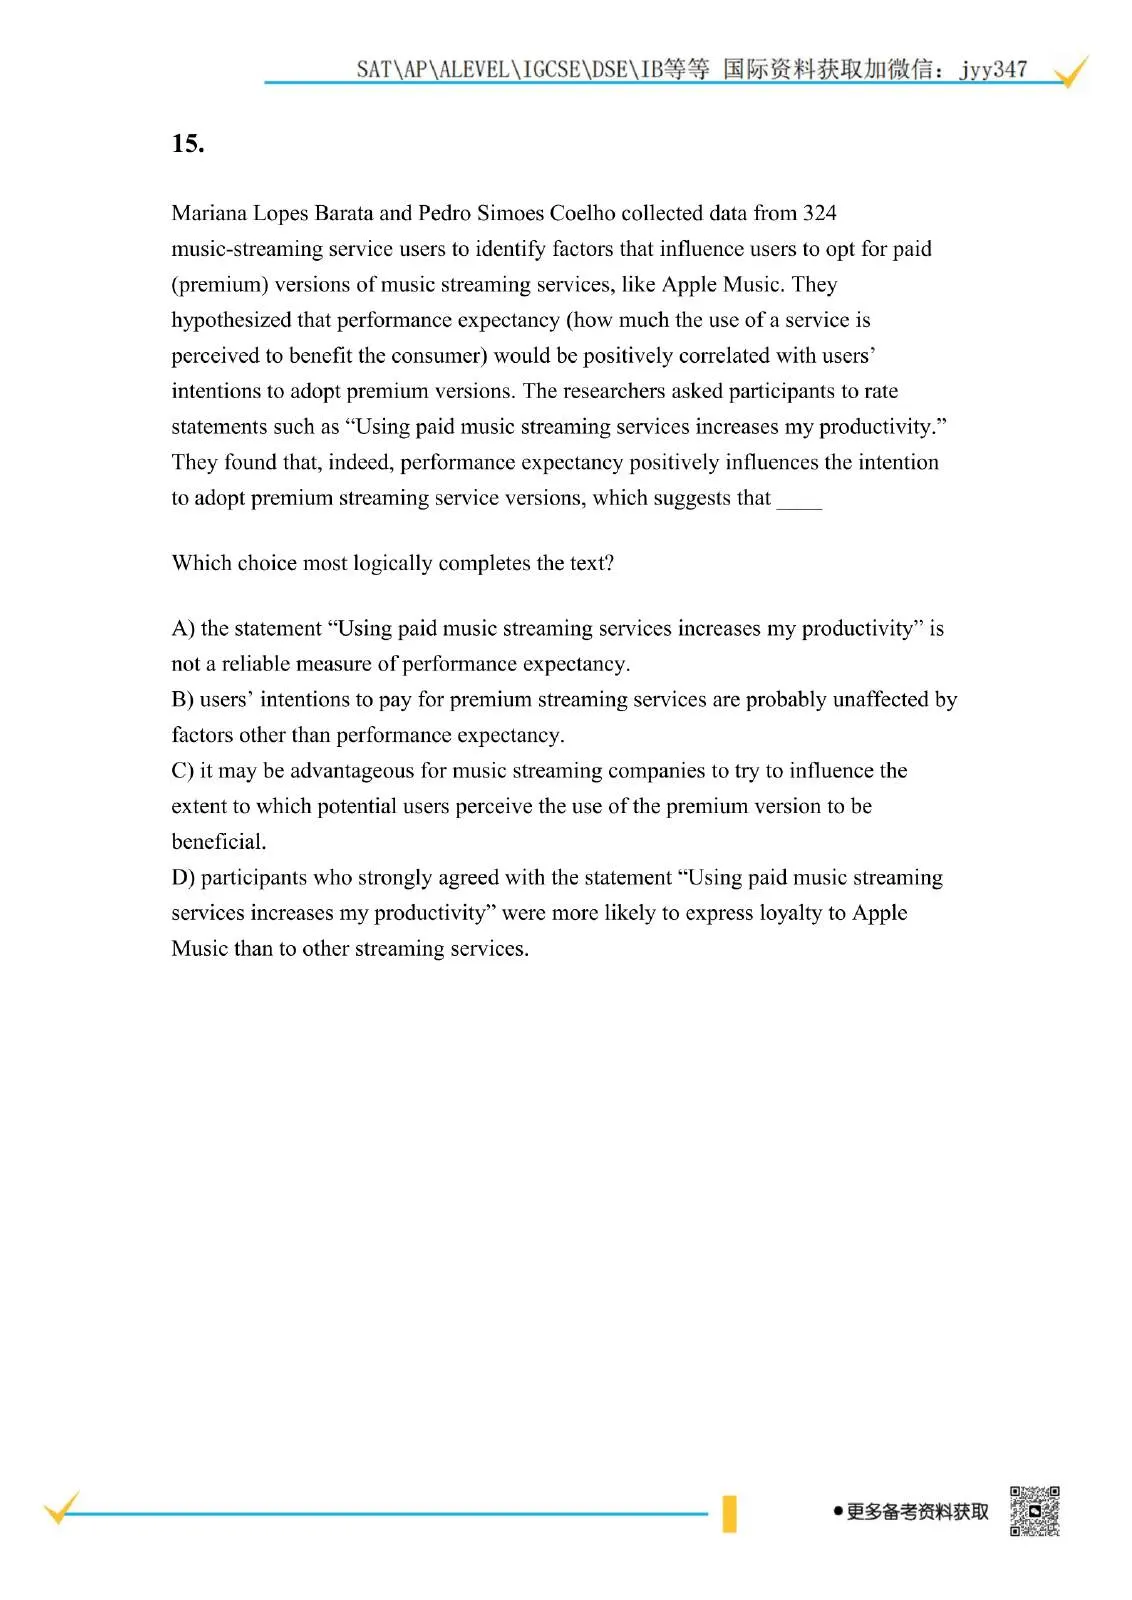 SAT\AP\ALEVEL\IGCSE\DSE\IB等等 国际资料获取加微信：jyy347
15.
Mariana Lopes Barata and Pedro Simoes Coelho collected data from 324
music-streaming service users to identify factors that influence users to opt for paid
(premium) versions of music streaming services, like Apple Music. They
hypothesized that performance expectancy (how much the use of a service is
perceived to benefit the consumer) would be positively correlated with users’
intentions to adopt premium versions. The researchers asked participants to rate
statements such as “Using paid music streaming services increases my productivity.”
They found that, indeed, performance expectancy positively influences the intention
to adopt premium streaming service versions, which suggests that ____
Which choice most logically completes the text?
A) the statement “Using paid music streaming services increases my productivity” is
not a reliable measure of performance expectancy.
B) users’ intentions to pay for premium streaming services are probably unaffected by
factors other than performance expectancy.
C) it may be advantageous for music streaming companies to try to influence the
extent to which potential users perceive the use of the premium version to be
beneficial.
D) participants who strongly agreed with the statement “Using paid music streaming
services increases my productivity” were more likely to express loyalty to Apple
Music than to other streaming services.
●更多备考资料获取